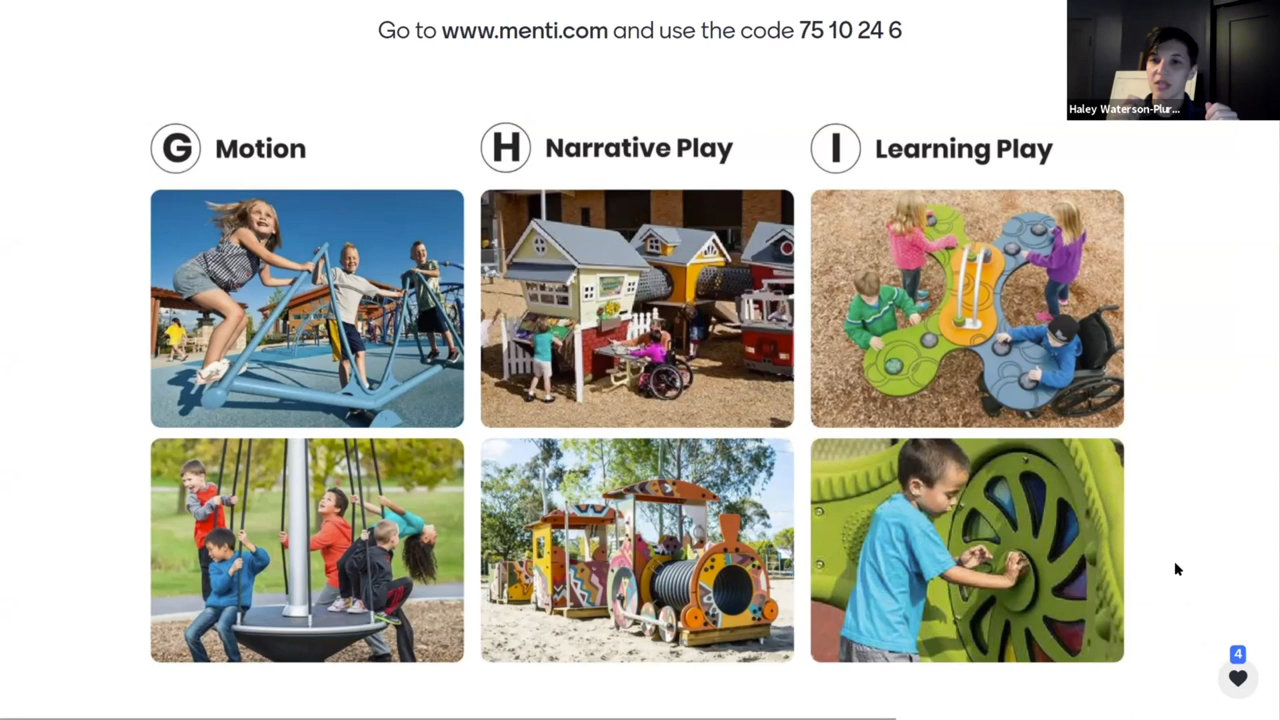 Go to www.menti.com and use the code 75 10 24 6
Haley Waterson-Plur...
G Motion
H Narrative Play
I Learning Play
4